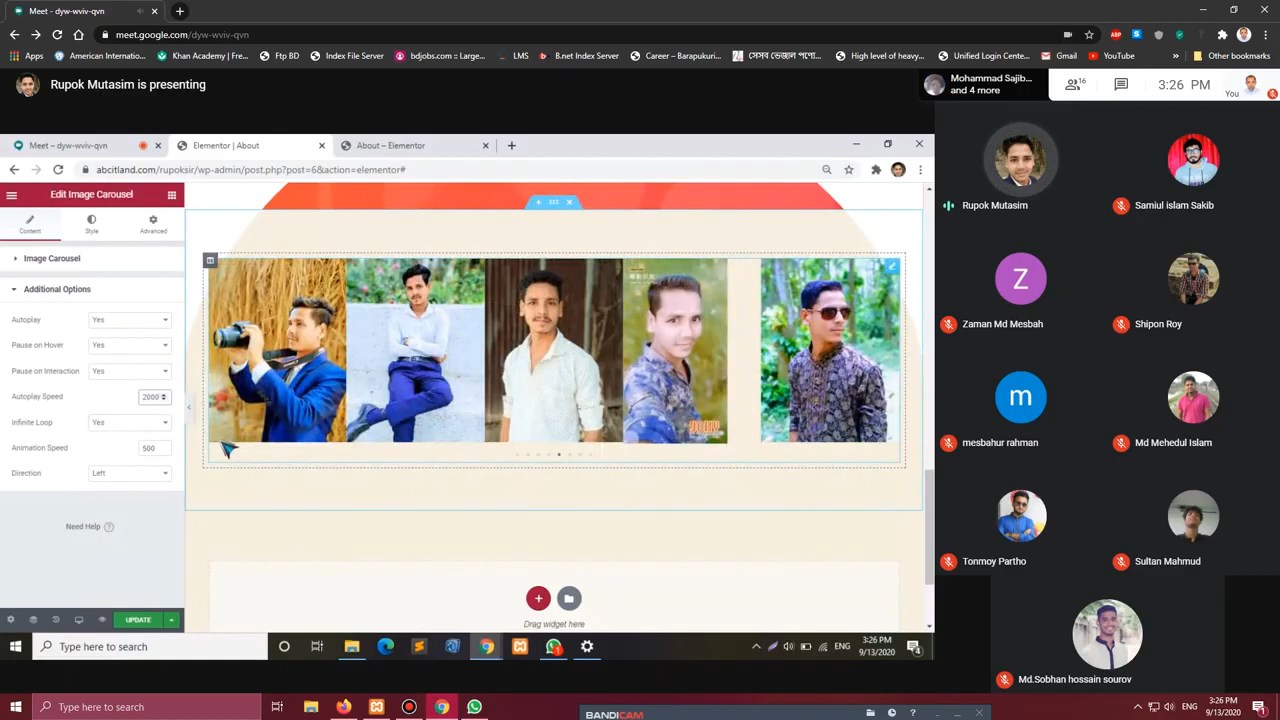 Meet - dyw-wviv-qvn
meet.google.com/dyw-wviv-qvn
Apps
American Internatio...
Khan Academy | Fre...
Ftp BD
Index File Server
bdjobs.com :: Large...
LMS
B.net Index Server
Career – Barapukuri...
সেসব ভেজাল পণ্যে...
High level of heavy...
Unified Login Cente...
Gmail
YouTube
»
Other bookmarks
Rupok Mutasim is presenting
Mohammad Sajib...
and 4 more
16
3:26 PM
You
Meet – dyw-wviv-qvn
Elementor | About
About – Elementor
abcitland.com/rupoksir/wp-admin/post.php?post=6&action=elementor#
Edit Image Carousel
Content
Style
Advanced
Image Carousel
Additional Options
Autoplay
Yes
Pause on Hover
Yes
Pause on Interaction
Yes
Autoplay Speed
2000
Infinite Loop
Yes
Animation Speed
500
Direction
Left
Need Help
?
UPDATE
Drag widget here
Type here to search
ENG
3:26 PM
9/13/2020
4
Rupok Mutasim
Samiul islam Sakib
Z
Zaman Md Mesbah
Shipon Roy
m
mesbahur rahman
Md Mehedul Islam
Tonmoy Partho
Sultan Mahmud
Md.Sobhan hossain sourov
Type here to search
BANDICAM
ENG
3:26 PM
9/13/2020
1